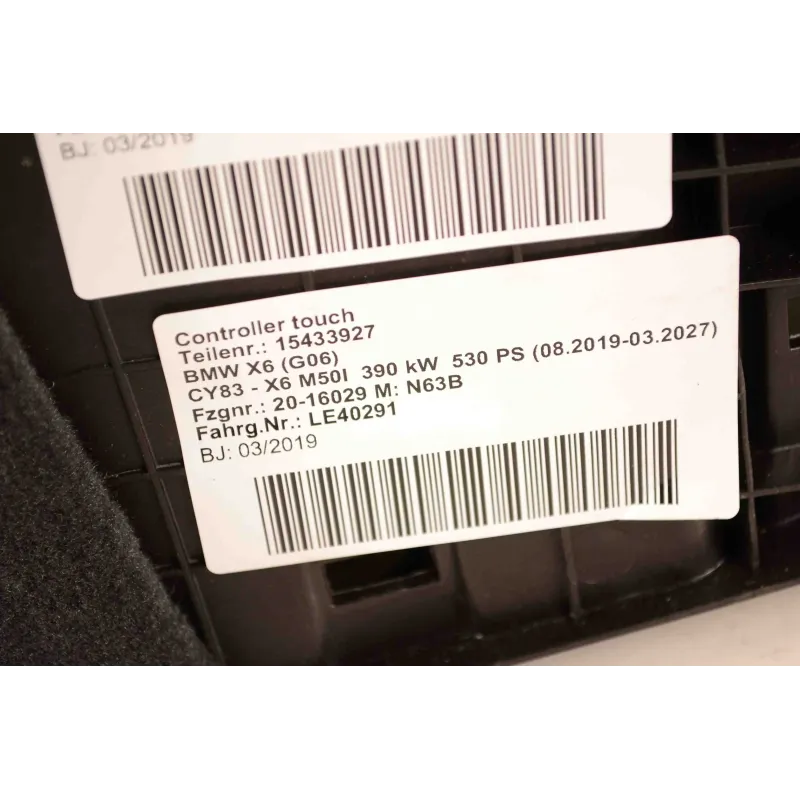 BJ: 03/2019
Controller touch
Teilenr.: 15433927
BMW X6 (G06)
CY83 - X6 M50I 390 kW 530 PS (08.2019-03.2027)
Fzgnr.: 20-16029 M: N63B
Fahrg.Nr.: LE40291
BJ: 03/2019